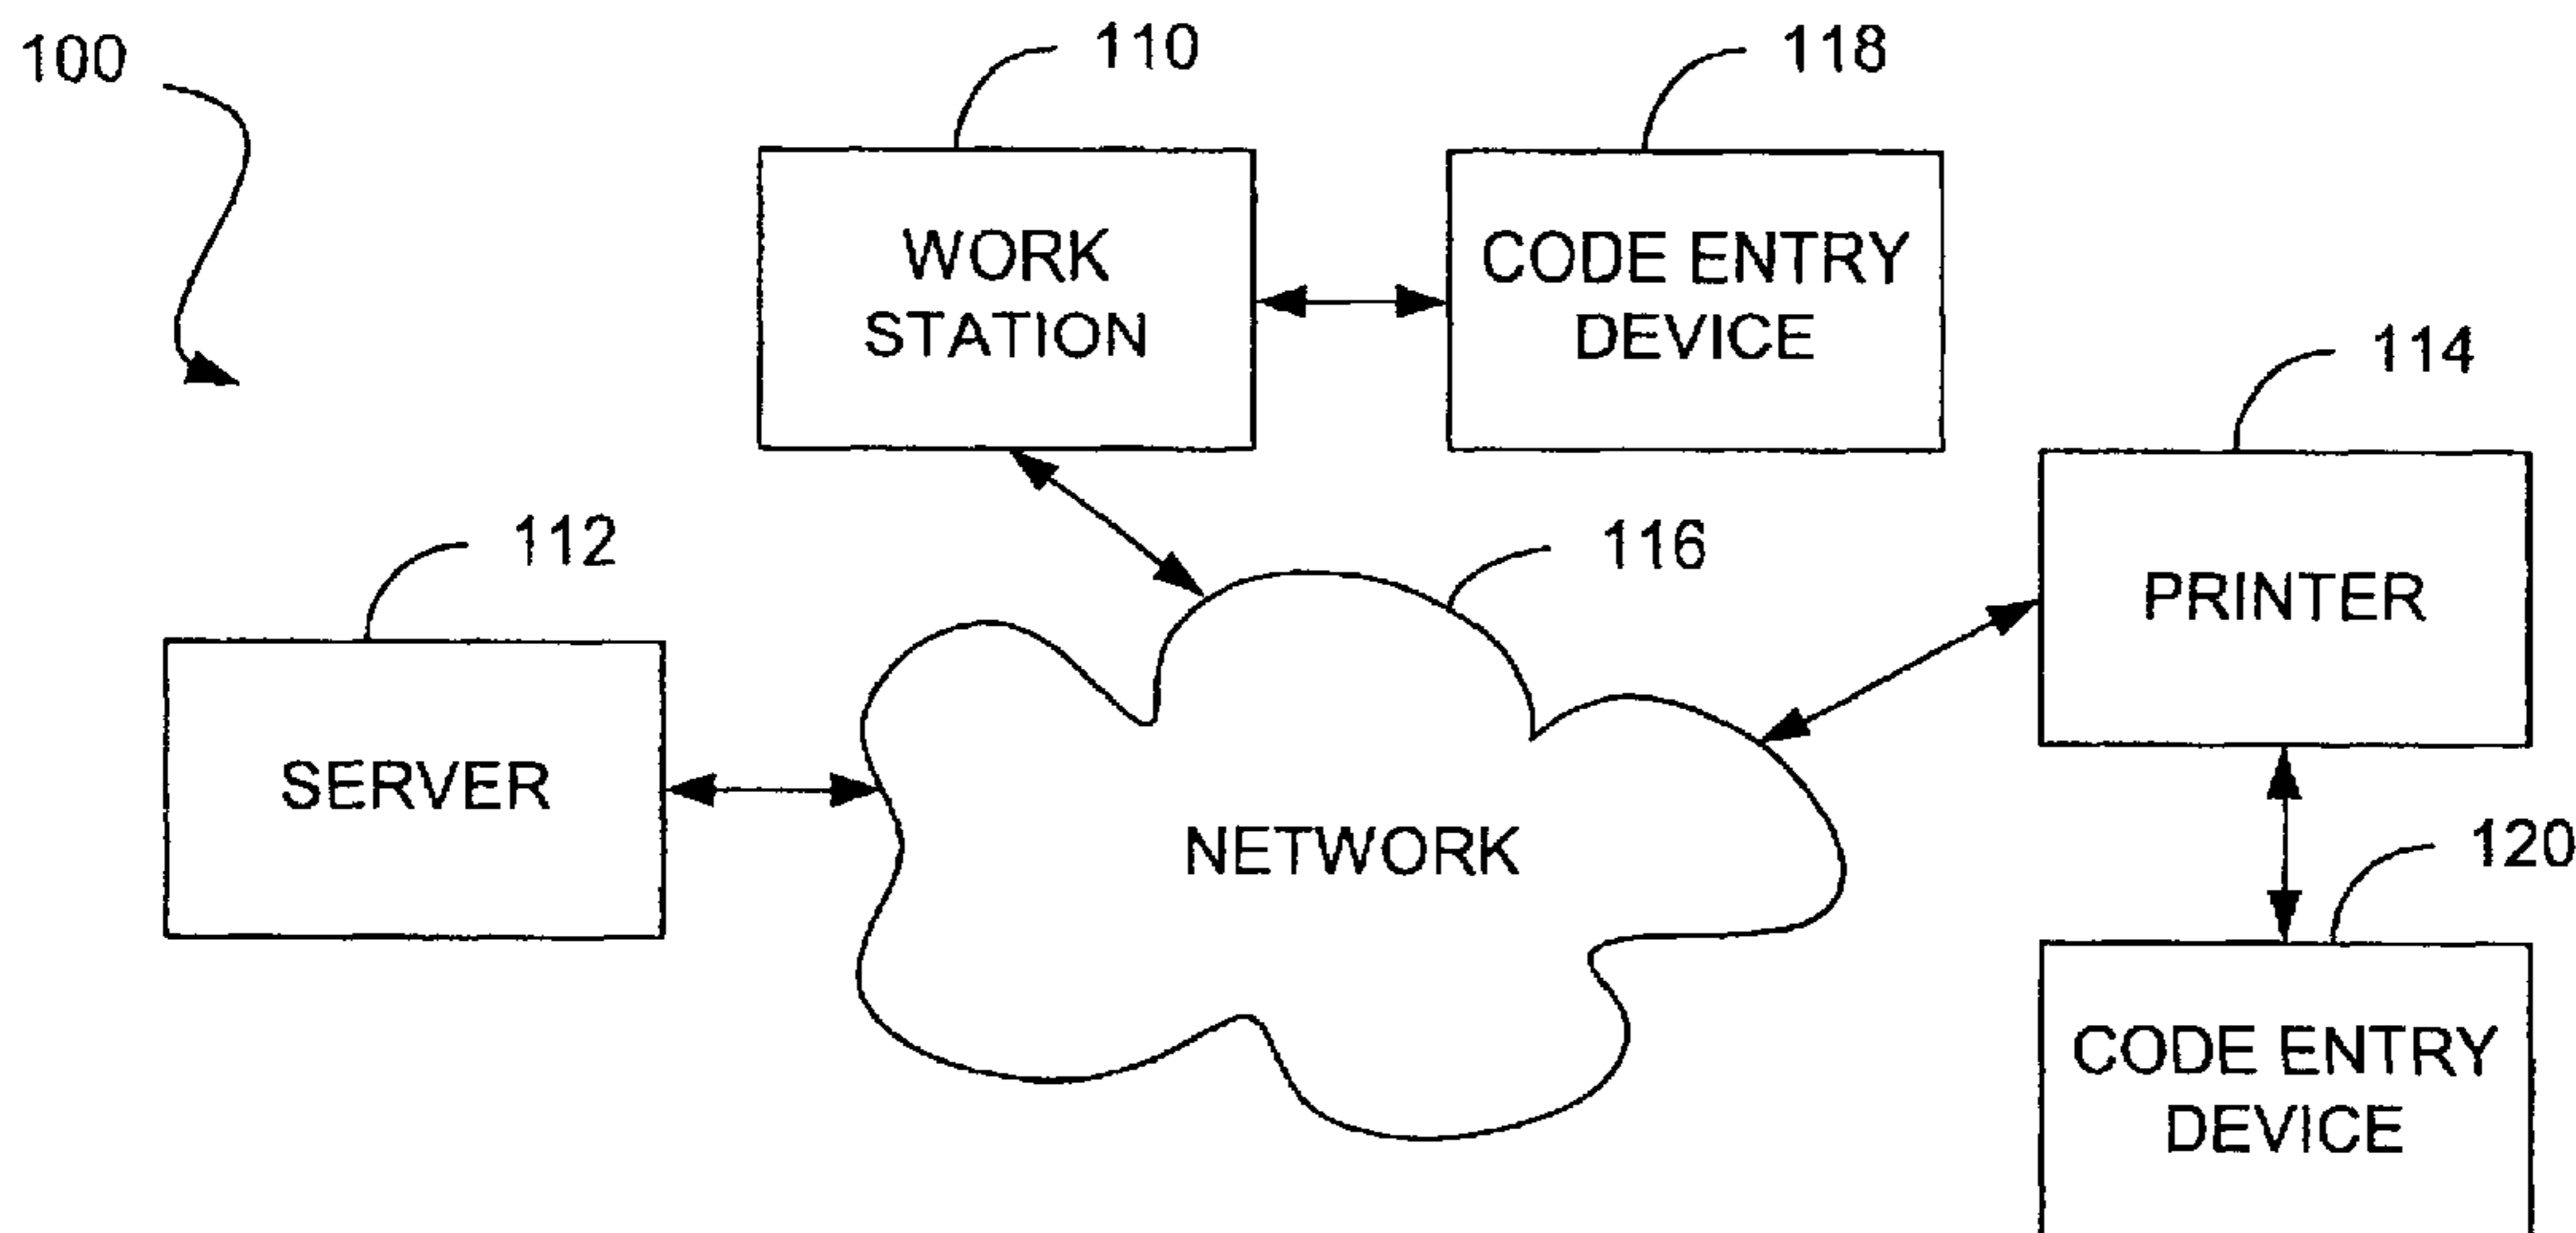 100
110
118
WORK
STATION
CODE ENTRY
DEVICE
114
112
116
PRINTER
SERVER
NETWORK
120
CODE ENTRY
DEVICE